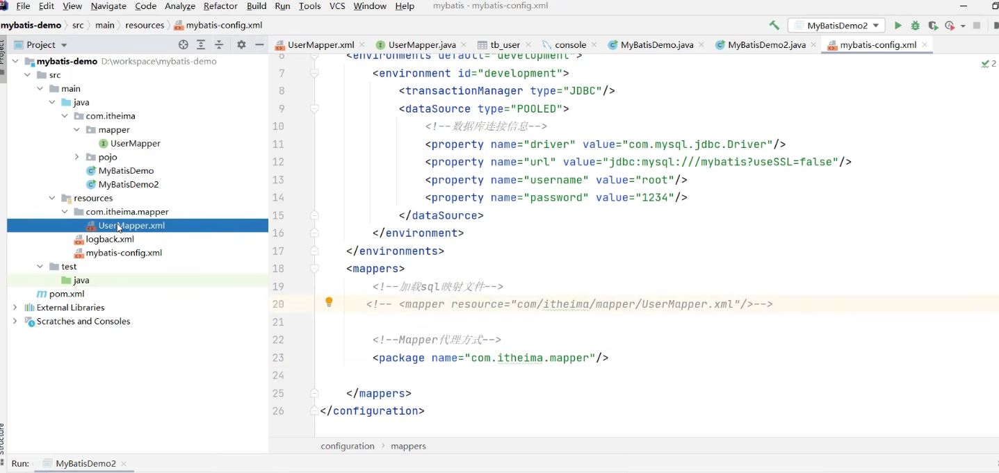 File Edit View Navigate Code Analyze Refactor Build Run Tools VCS Window Help mybatis - mybatis-config.xml
mybatis-demo src main resources mybatis-config.xml
MyBatisDemo2
Project
UserMapper.xml UserMapper.java tb_user console MyBatisDemo.java MyBatisDemo2.java mybatis-config.xml
Project
mybatis-demo D:\workspace\mybatis-demo
src
main
java
com.itheima
mapper
UserMapper
pojo
MyBatisDemo
MyBatisDemo2
resources
com.itheima.mapper
UserMapper.xml
logback.xml
mybatis-config.xml
test
java
pom.xml
External Libraries
Scratches and Consoles
2
6 <environments default="development">
7 <environment id="development">
8 <transactionManager type="JDBC"/>
9 <dataSource type="POOLED">
10 <!--数据库连接信息-->
11 <property name="driver" value="com.mysql.jdbc.Driver"/>
12 <property name="url" value="jdbc:mysql:///mybatis?useSSL=false"/>
13 <property name="username" value="root"/>
14 <property name="password" value="1234"/>
15 </dataSource>
16 </environment>
17 </environments>
18 <mappers>
19 <!--加载sql映射文件-->
20 <!-- <mapper resource="com/itheima/mapper/UserMapper.xml"/>-->
21
22 <!--Mapper代理方式-->
23 <package name="com.itheima.mapper"/>
24
25 </mappers>
26 </configuration>
configuration mappers
Structure
Run: MyBatisDemo2